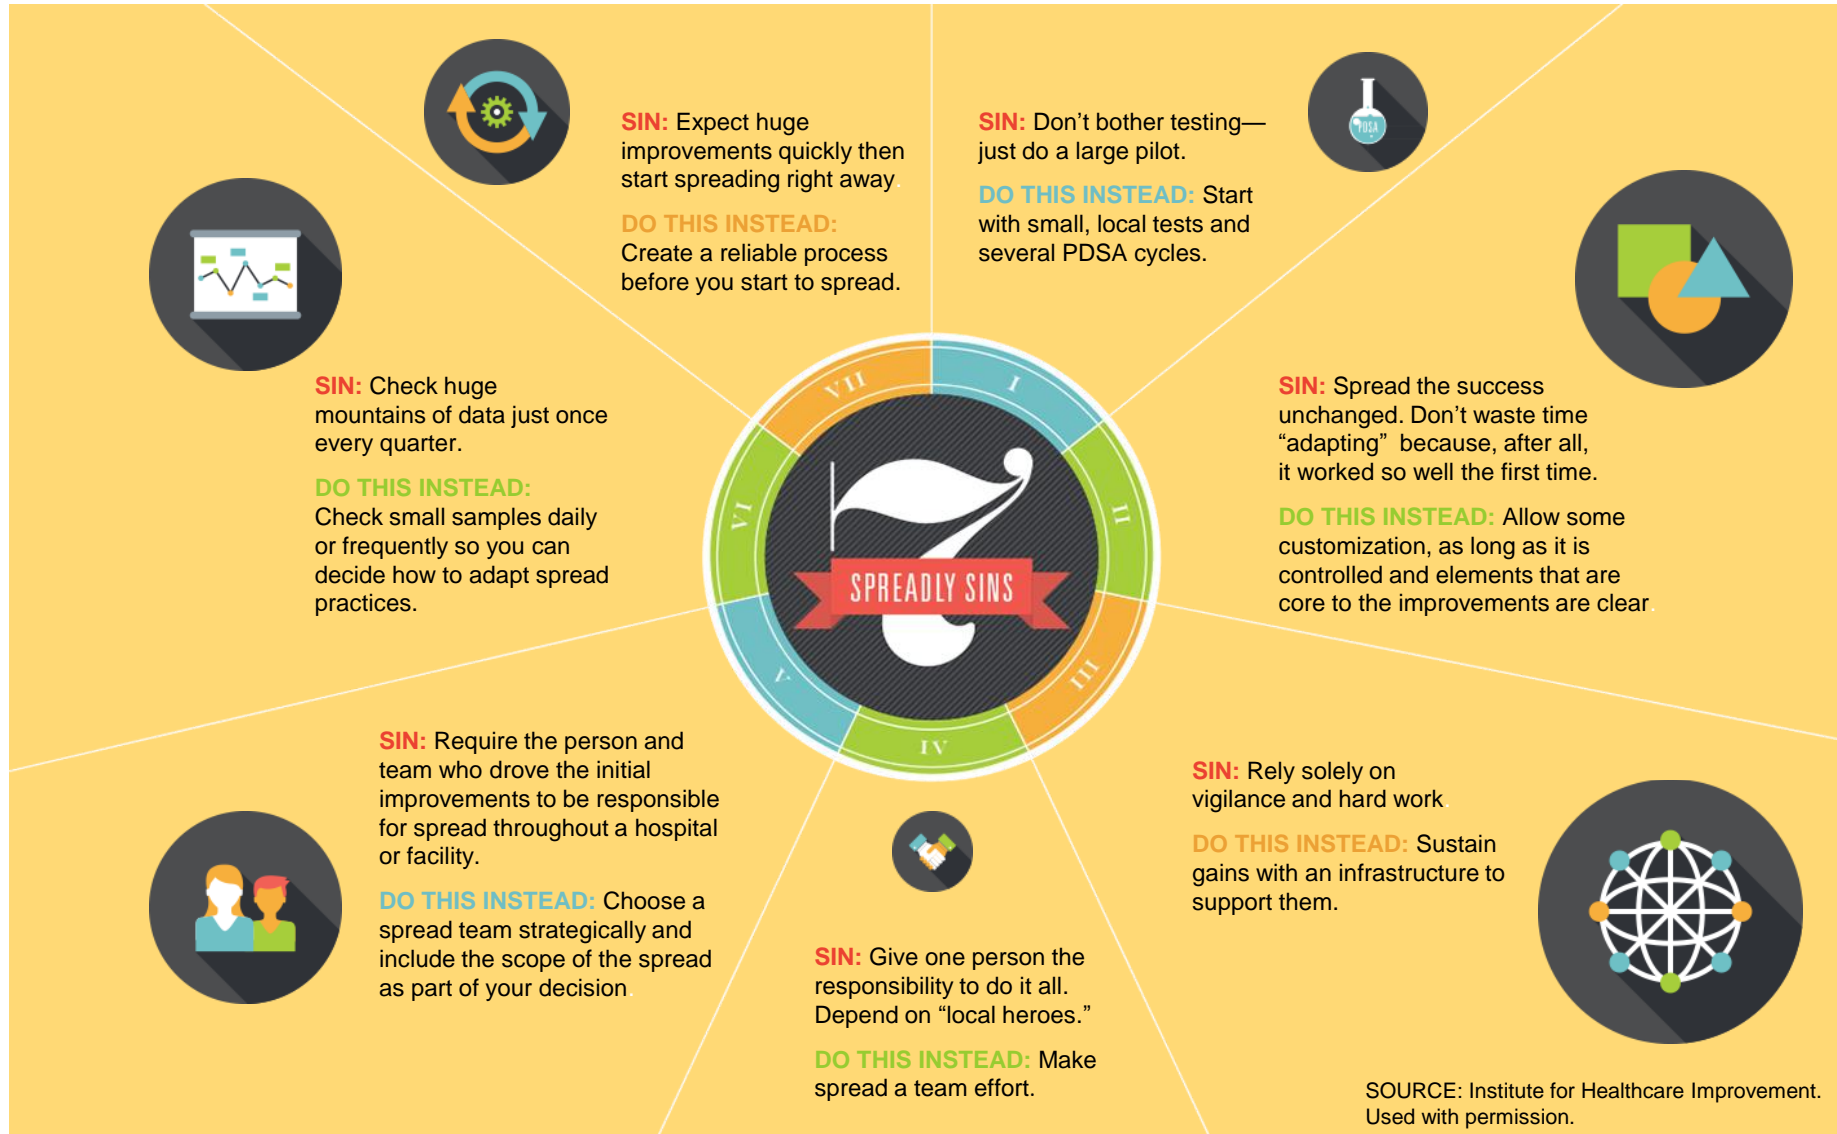 SIN: Don't bother testing—
just do a large pilot.
DO THIS INSTEAD: Start
with small, local tests and
several PDSA cycles.
PDSA
SIN: Spread the success
unchanged. Don't waste time
“adapting”  because, after all,
it worked so well the first time.
DO THIS INSTEAD: Allow some
customization, as long as it is
controlled and elements that are
core to the improvements are clear.
SIN: Rely solely on
vigilance and hard work.
DO THIS INSTEAD: Sustain
gains with an infrastructure to
support them.
SIN: Give one person the
responsibility to do it all.
Depend on “local heroes.”
DO THIS INSTEAD: Make
spread a team effort.
SIN: Require the person and
team who drove the initial
improvements to be responsible
for spread throughout a hospital
or facility.
DO THIS INSTEAD: Choose a
spread team strategically and
include the scope of the spread
as part of your decision.
SIN: Check huge
mountains of data just once
every quarter.
DO THIS INSTEAD:
Check small samples daily
or frequently so you can
decide how to adapt spread
practices.
SIN: Expect huge
improvements quickly then
start spreading right away.
DO THIS INSTEAD:
Create a reliable process
before you start to spread.
I
II
III
IV
V
VI
VII
7
SPREADLY SINS
SOURCE: Institute for Healthcare Improvement.
Used with permission.